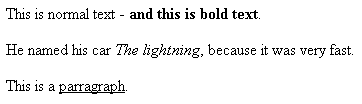 This is normal text - and this is bold text.
He named his car The lightning, because it was very fast.
This is a parragraph.